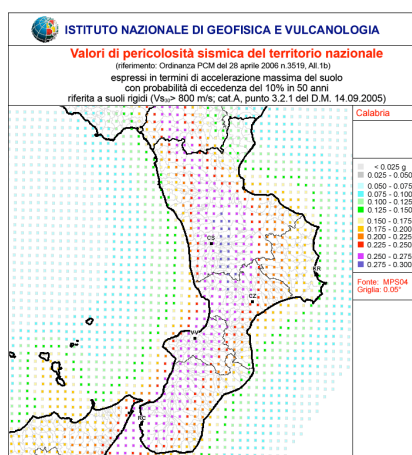 ISTITUTO NAZIONALE DI GEOFISICA E VULCANOLOGIA
Valori di pericolosità sismica del territorio nazionale
(riferimento: Ordinanza PCM del 28 aprile 2006 n.3519, All.1b)
espressi in termini di accelerazione massima del suolo
con probabilità di eccedenza del 10% in 50 anni
riferita a suoli rigidi (Vs30> 800 m/s; cat.A, punto 3.2.1 del D.M. 14.09.2005)
Calabria
< 0.025 g
0.025 - 0.050
0.050 - 0.075
0.075 - 0.100
0.100 - 0.125
0.125 - 0.150
0.150 - 0.175
0.175 - 0.200
0.200 - 0.225
0.225 - 0.250
0.250 - 0.275
0.275 - 0.300
Fonte: MPS04
Griglia: 0.05°
CS
KR
CZ
VV
RC